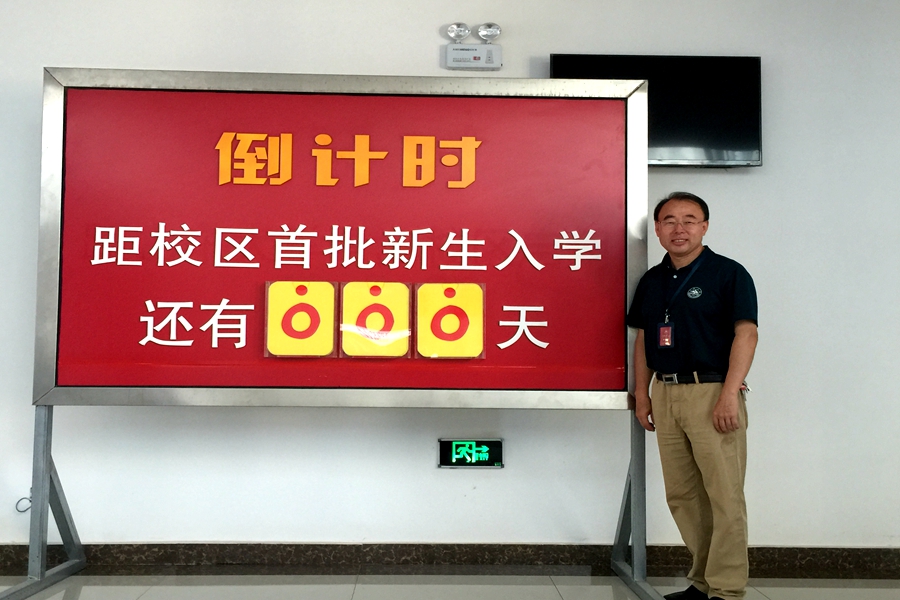 倒计时
距校区首批新生入学
还有000天